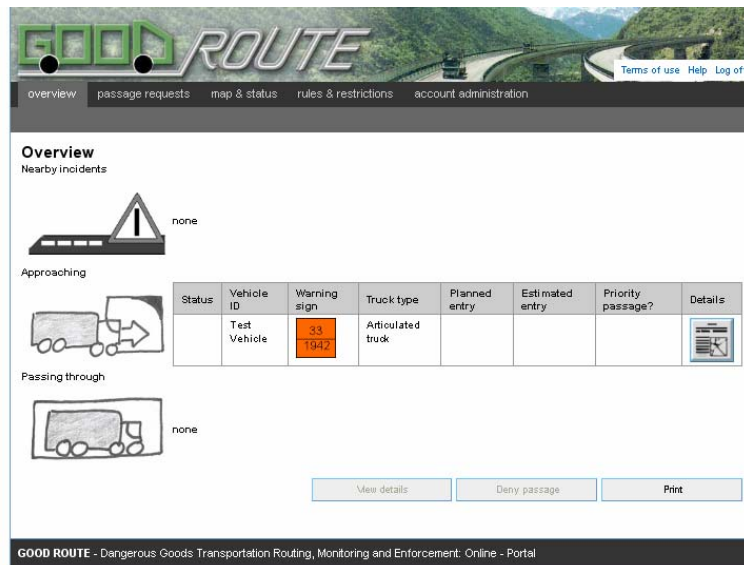 GOOD ROUTE
Terms of use Help Log of
overview passage requests map & status rules & restrictions account administration
Overview
Nearby incidents
none
Approaching
Status Vehicle ID Warning sign Truck type Planned entry Estimated entry Priority passage? Details
Test Vehicle 33 1942 Articulated truck
Passing through
none
View details Deny passage Print
GOOD ROUTE - Dangerous Goods Transportation Routing, Monitoring and Enforcement: Online - Portal